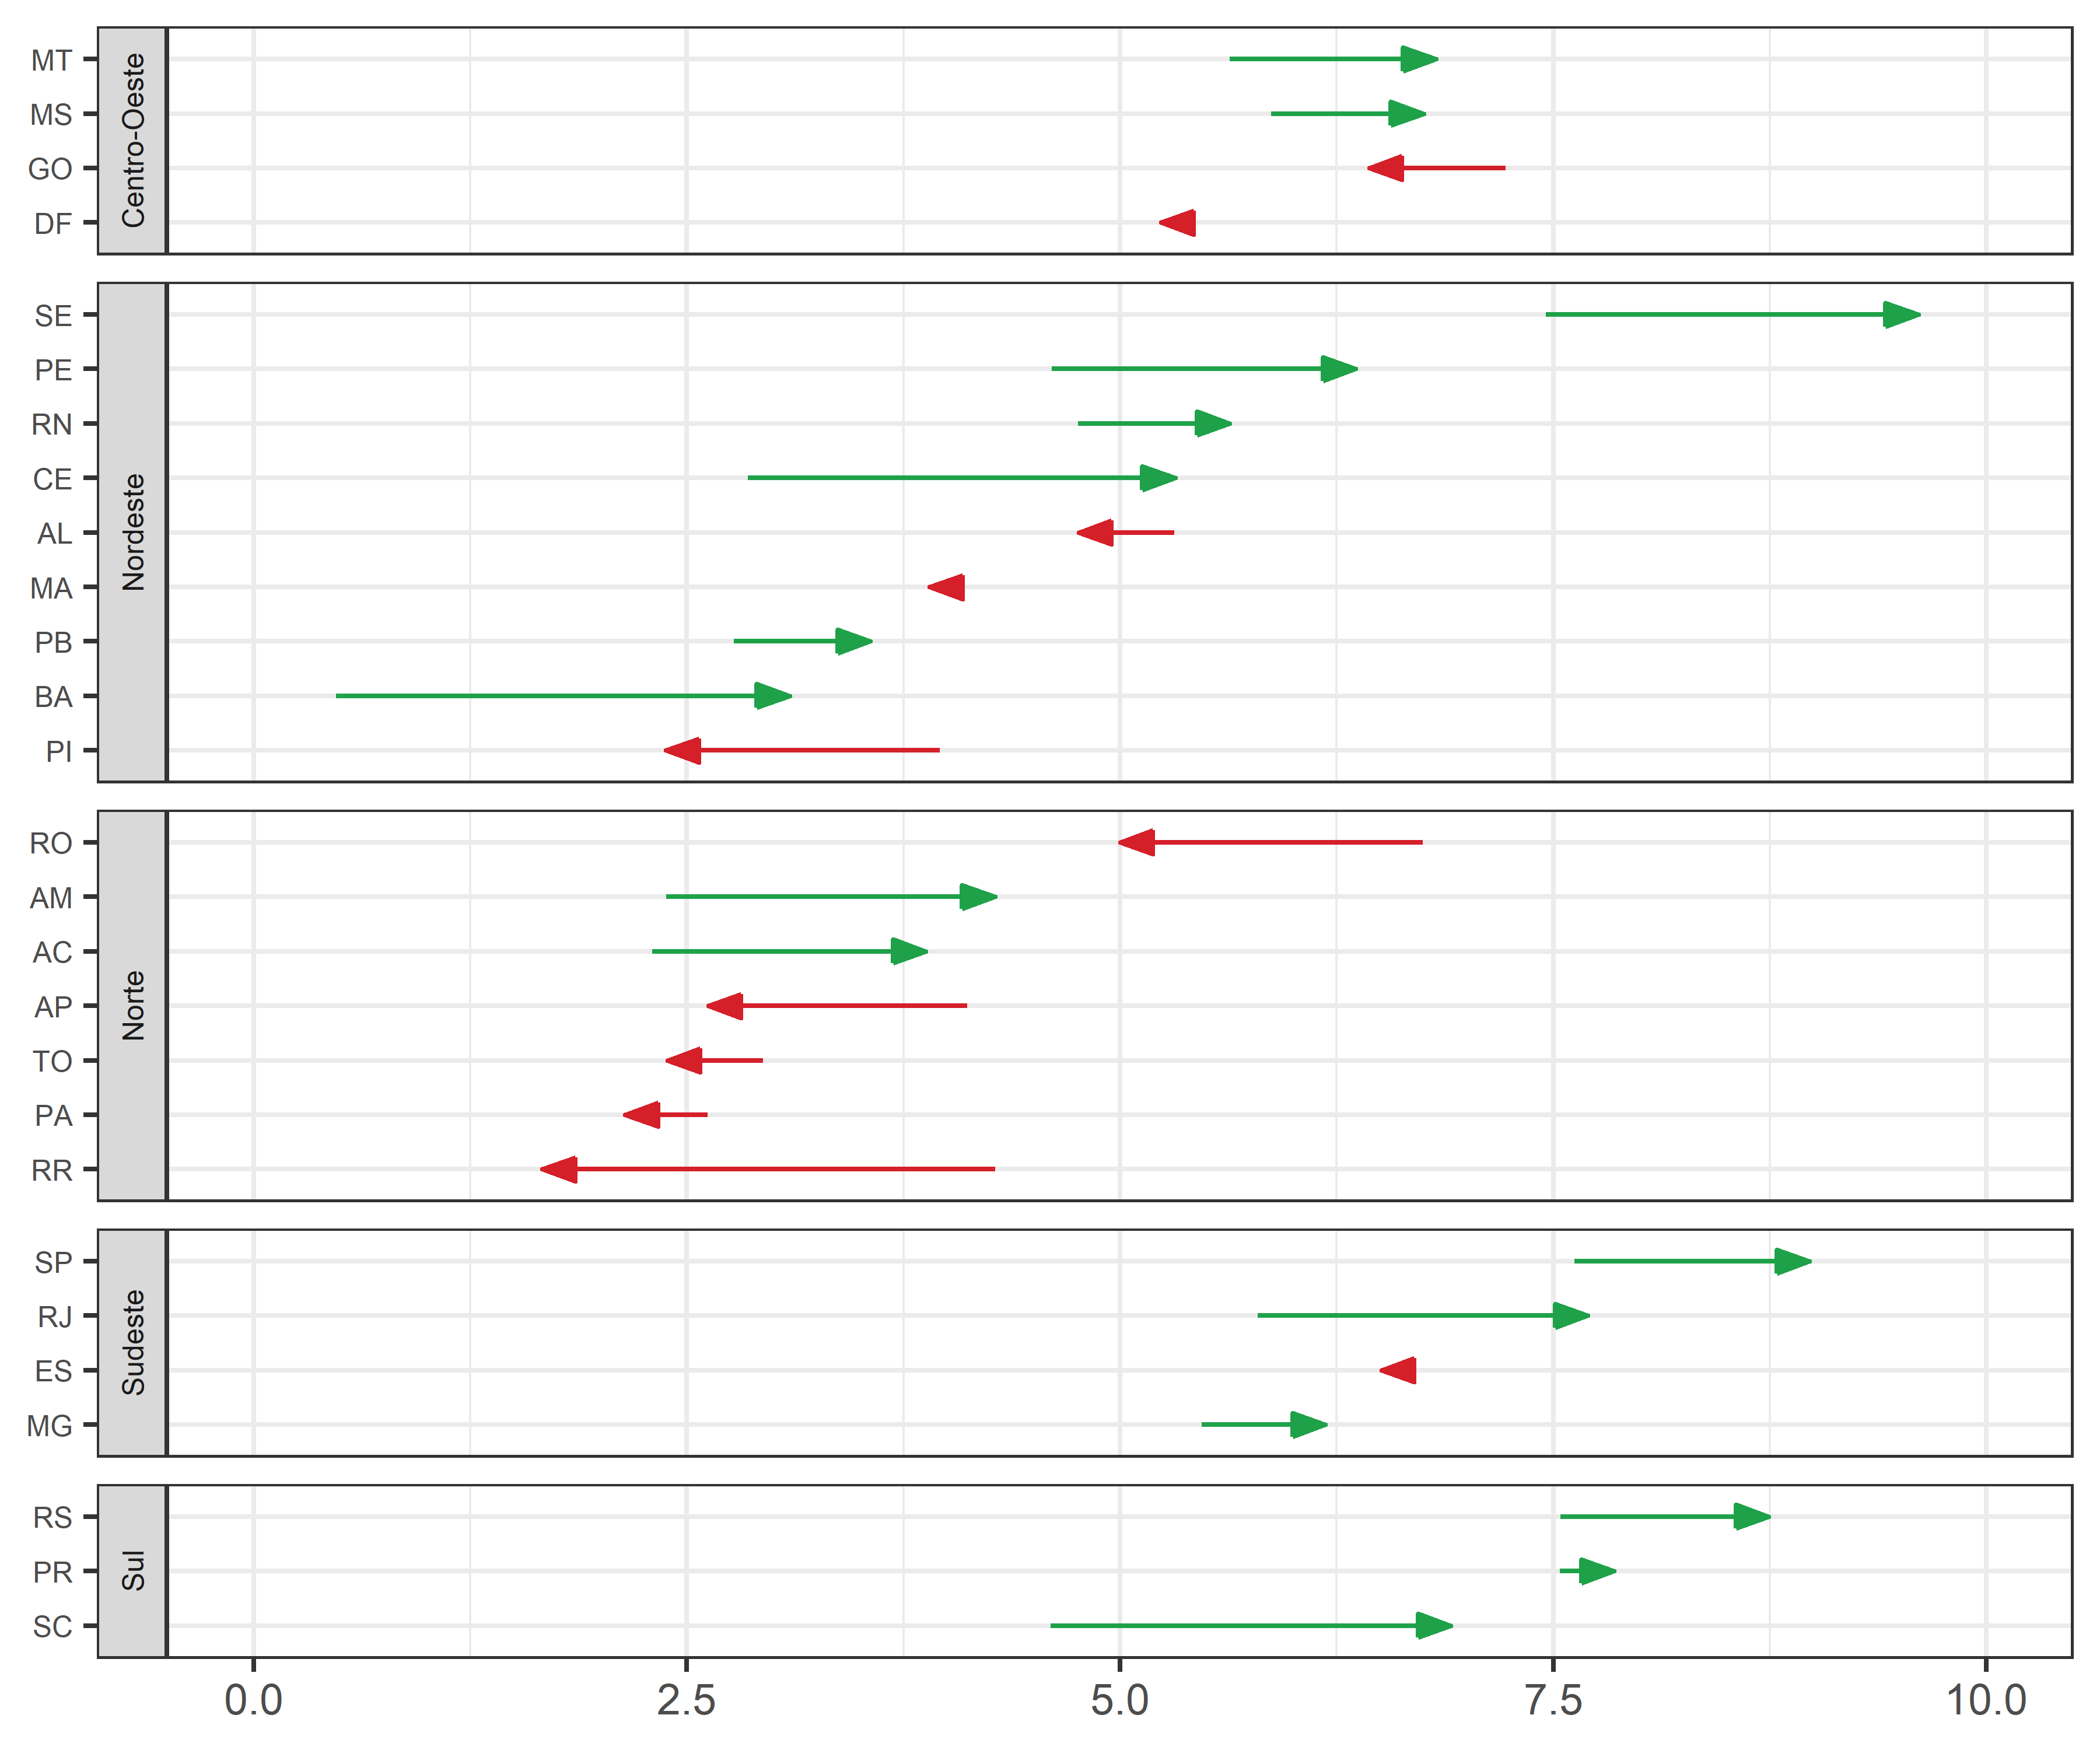 Centro-Oeste
MT
MS
GO
DF
Nordeste
SE
PE
RN
CE
AL
MA
PB
BA
PI
Norte
RO
AM
AC
AP
TO
PA
RR
Sudeste
SP
RJ
ES
MG
Sul
RS
PR
SC
0.0 2.5 5.0 7.5 10.0